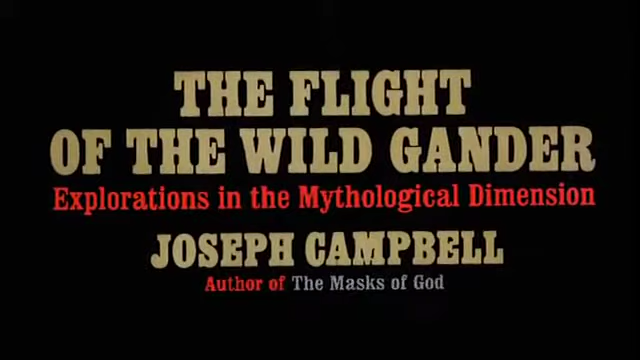 THE FLIGHT
OF THE WILD GANDER
Explorations in the Mythological Dimension
JOSEPH CAMPBELL
Author of The Masks of God